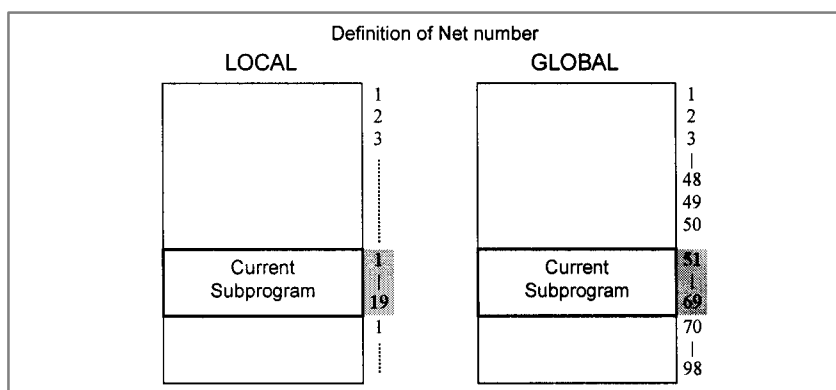 Definition of Net number
LOCAL
1
2
3
Current
Subprogram
1
19
1
GLOBAL
1
2
3
48
49
50
Current
Subprogram
51
69
70
98